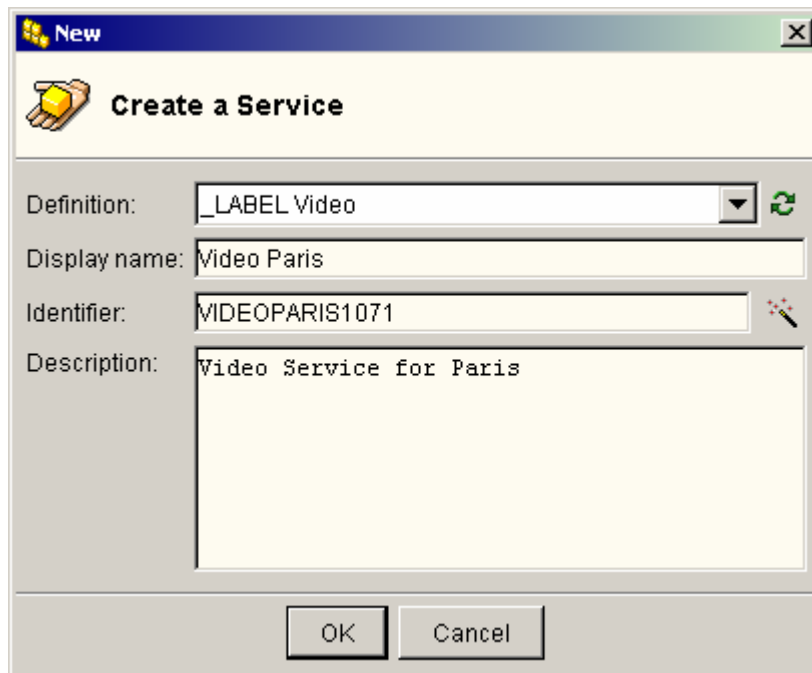 New
Create a Service
Definition: _LABEL Video
Display name: Video Paris
Identifier: VIDEOPARIS1071
Description: Video Service for Paris
OK Cancel